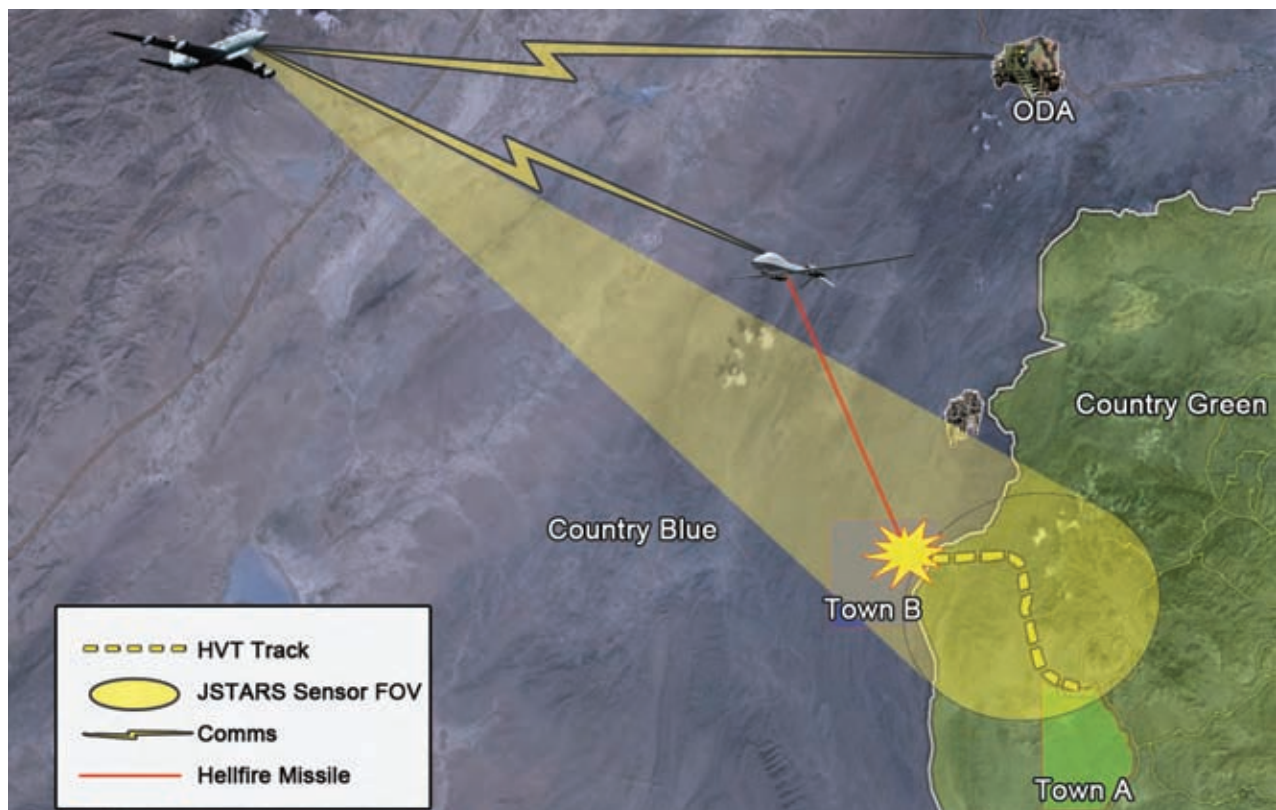 ODA
Country Green
Country Blue
Town B
HVT Track
JSTARS Sensor FOV
Comms
Hellfire Missile
Town A